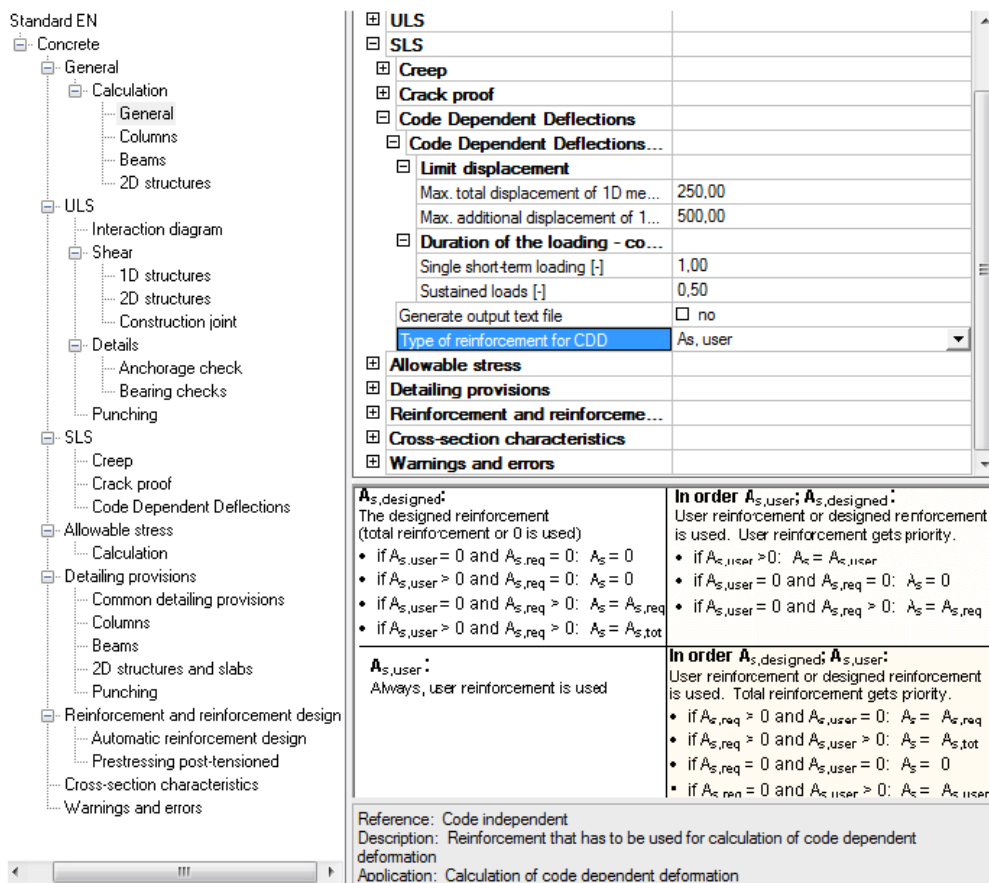 Standard EN
Concrete
General
Calculation
General
Columns
Beams
2D structures
ULS
Interaction diagram
Shear
1D structures
2D structures
Construction joint
Details
Anchorage check
Bearing checks
Punching
SLS
Creep
Crack proof
Code Dependent Deflections
Allowable stress
Calculation
Detailing provisions
Common detailing provisions
Columns
Beams
2D structures and slabs
Punching
Reinforcement and reinforcement design
Automatic reinforcement design
Prestressing post-tensioned
Cross-section characteristics
Warnings and errors
ULS
SLS
Creep
Crack proof
Code Dependent Deflections
Code Dependent Deflections...
Limit displacement
Max. total displacement of 1D me... 250,00
Max. additional displacement of 1... 500,00
Duration of the loading - co...
Single short-term loading [-] 1,00
Sustained loads [-] 0,50
Generate output text file no
Type of reinforcement for CDD As, user
Allowable stress
Detailing provisions
Reinforcement and reinforceme...
Cross-section characteristics
Warnings and errors
As,designed:
The designed reinforcement
(total reinforcement or 0 is used)
• if As,user = 0 and As,req = 0: As = 0
• if As,user > 0 and As,req = 0: As = 0
• if As,user = 0 and As,req > 0: As = As,req
• if As,user > 0 and As,req > 0: As = As,tot
In order As,user; As,designed:
User reinforcement or designed renforcement
is used. User reinforcement gets priority.
• if As,user >0: As = As,user
• if As,user = 0 and As,req = 0: As = 0
• if As,user = 0 and As,req > 0: As = As,req
As,user:
Always, user reinforcement is used
In order As,designed; As,user:
User reinforcement or designed reinforcement
is used. Total reinforcement gets priority.
• if As,req > 0 and As,user = 0: As = As,req
• if As,req > 0 and As,user > 0: As = As,tot
• if As,req = 0 and As,user = 0: As = 0
• if As,req = 0 and As,user > 0: As = As,user
Reference: Code independent
Description: Reinforcement that has to be used for calculation of code dependent
deformation
Application: Calculation of code dependent deformation